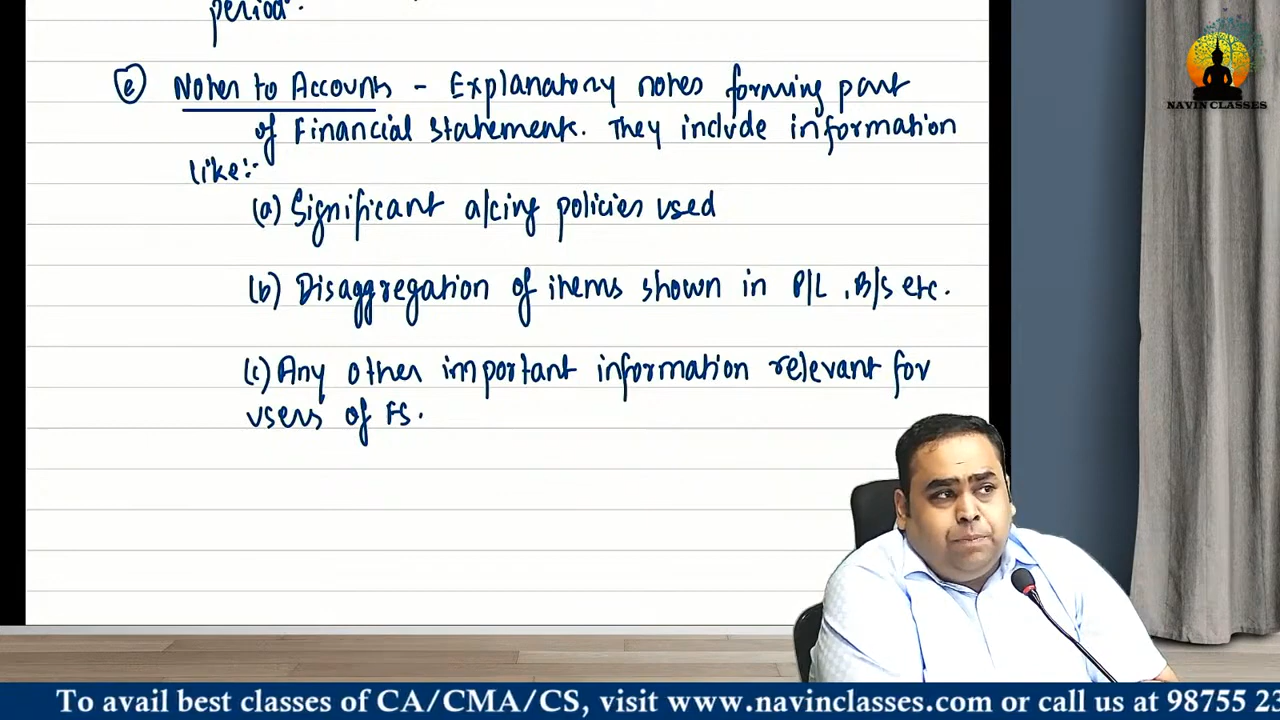 period.
(e) Notes to Accounts - Explanatory notes forming part
of Financial Statements. They include information
like:-
(a) Significant a/cing policies used
(b) Disaggregation of items shown in P/L, B/S etc.
(c) Any other important information relevant for
users of FS.
NAVIN CLASSES
To avail best classes of CA/CMA/CS, visit www.navinclasses.com or call us at 98755 23